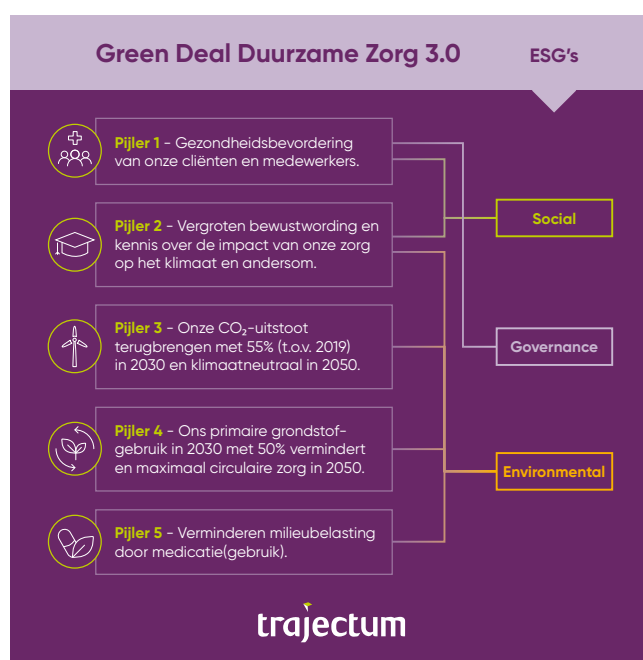 Green Deal Duurzame Zorg 3.0
ESG's
Pijler 1 - Gezondheidsbevordering
van onze cliënten en medewerkers.
Pijler 2 - Vergroten bewustwording en
kennis over de impact van onze zorg
op het klimaat en andersom.
Social
Pijler 3 - Onze CO₂-uitstoot
terugbrengen met 55% (t.o.v. 2019)
in 2030 en klimaatneutraal in 2050.
Governance
Pijler 4 - Ons primaire grondstof-
gebruik in 2030 met 50% vermindert
en maximaal circulaire zorg in 2050.
Environmental
Pijler 5 - Verminderen milieubelasting
door medicatie(gebruik).
trajectum